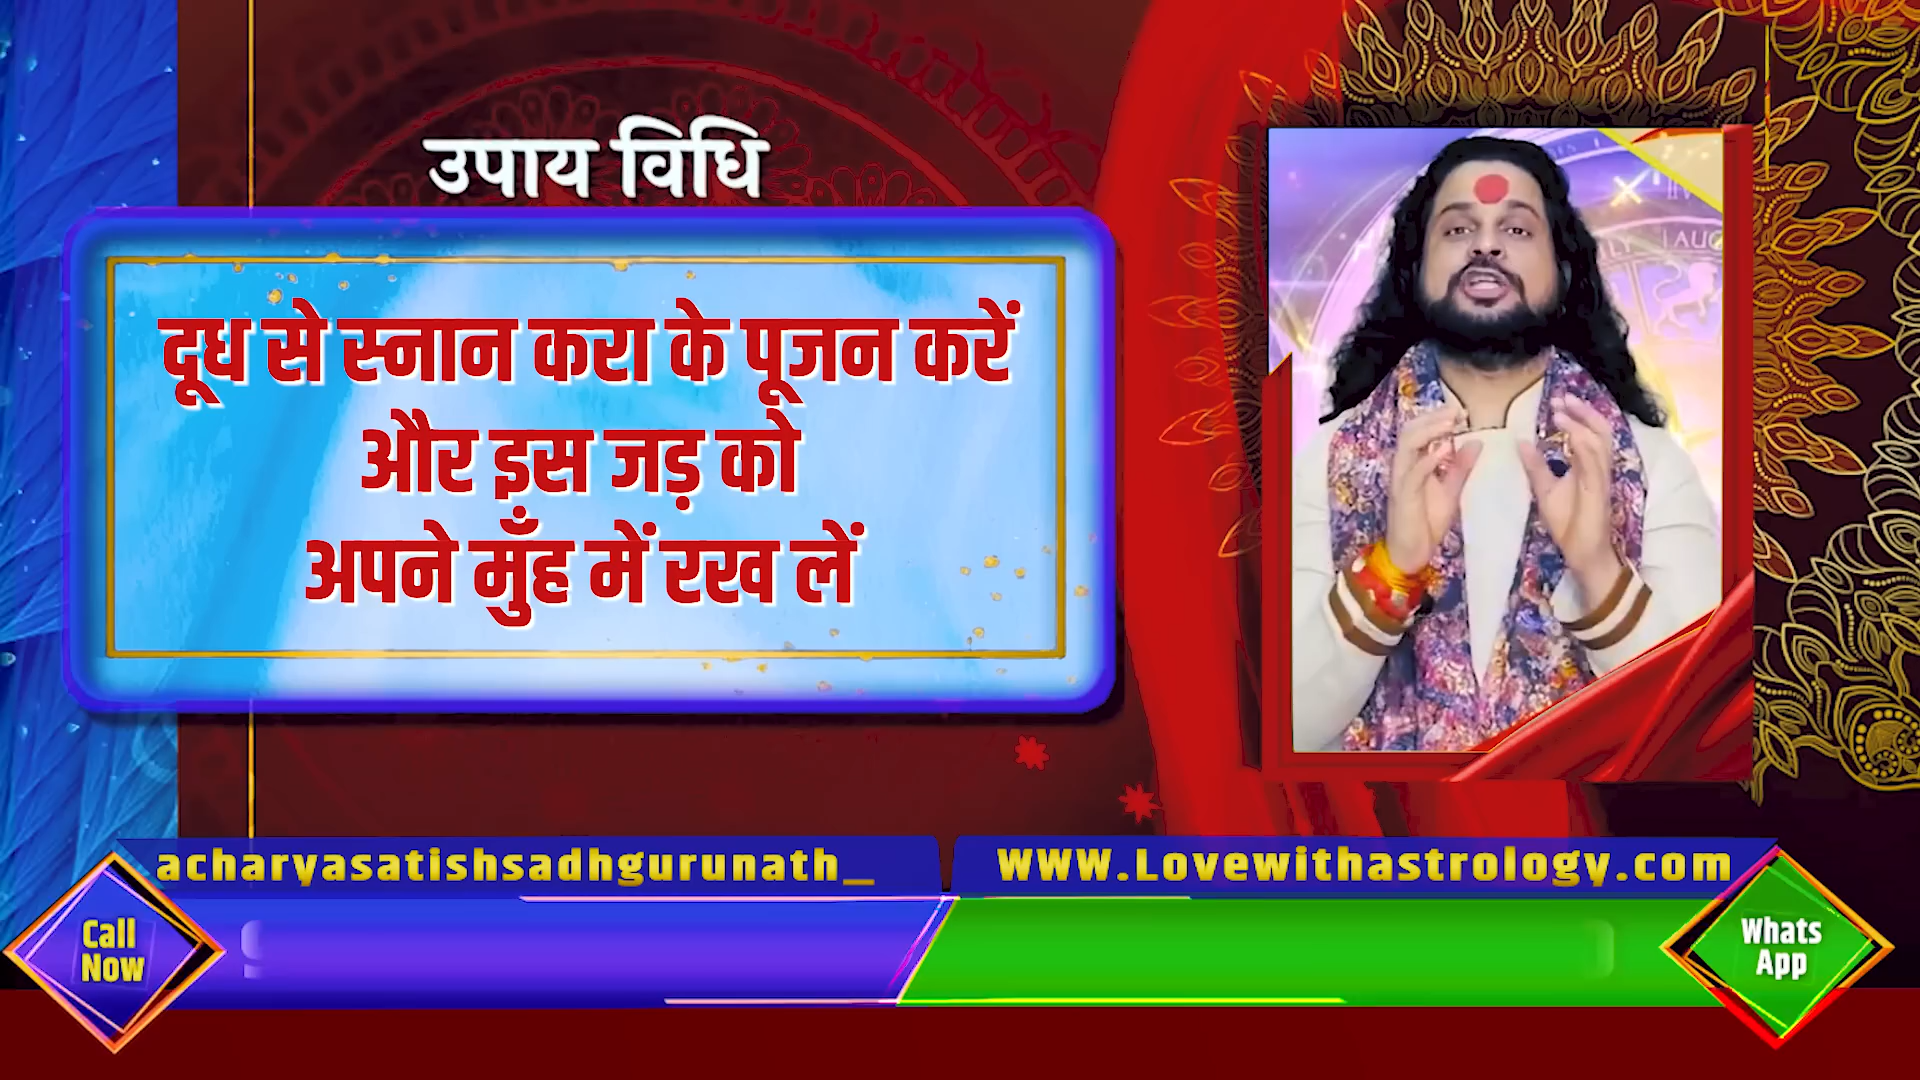 उपाय विधि
दूध से स्नान करा के पूजन करें
और इस जड़ को
अपने मुँह में रख लें
acharyasatishsadhgurunath_
WWW.Lovewithastrology.com
Call
Now
Whats
App